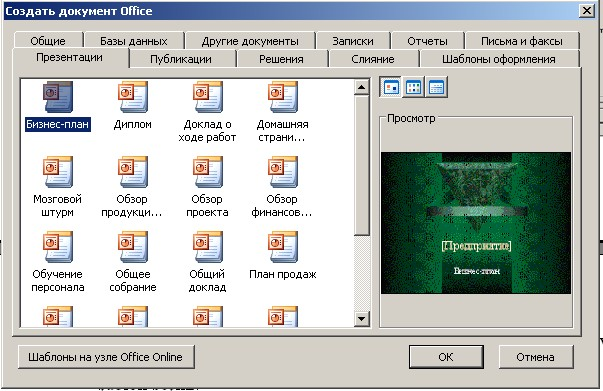 Создать документ Office
Общие
Базы данных
Другие документы
Записки
Отчеты
Письма и факсы
Презентации
Публикации
Решения
Слияние
Шаблоны оформления
Бизнес-план
Диплом
Доклад о
ходе работ
Домашняя
страни...
Мозговой
штурм
Обзор
продукци...
Обзор
проекта
Обзор
финансов...
Обучение
персонала
Общее
собрание
Общий
доклад
План продаж
Просмотр
[Предприятие]
Бизнес-план
Шаблоны на узле Office Online
ОК
Отмена